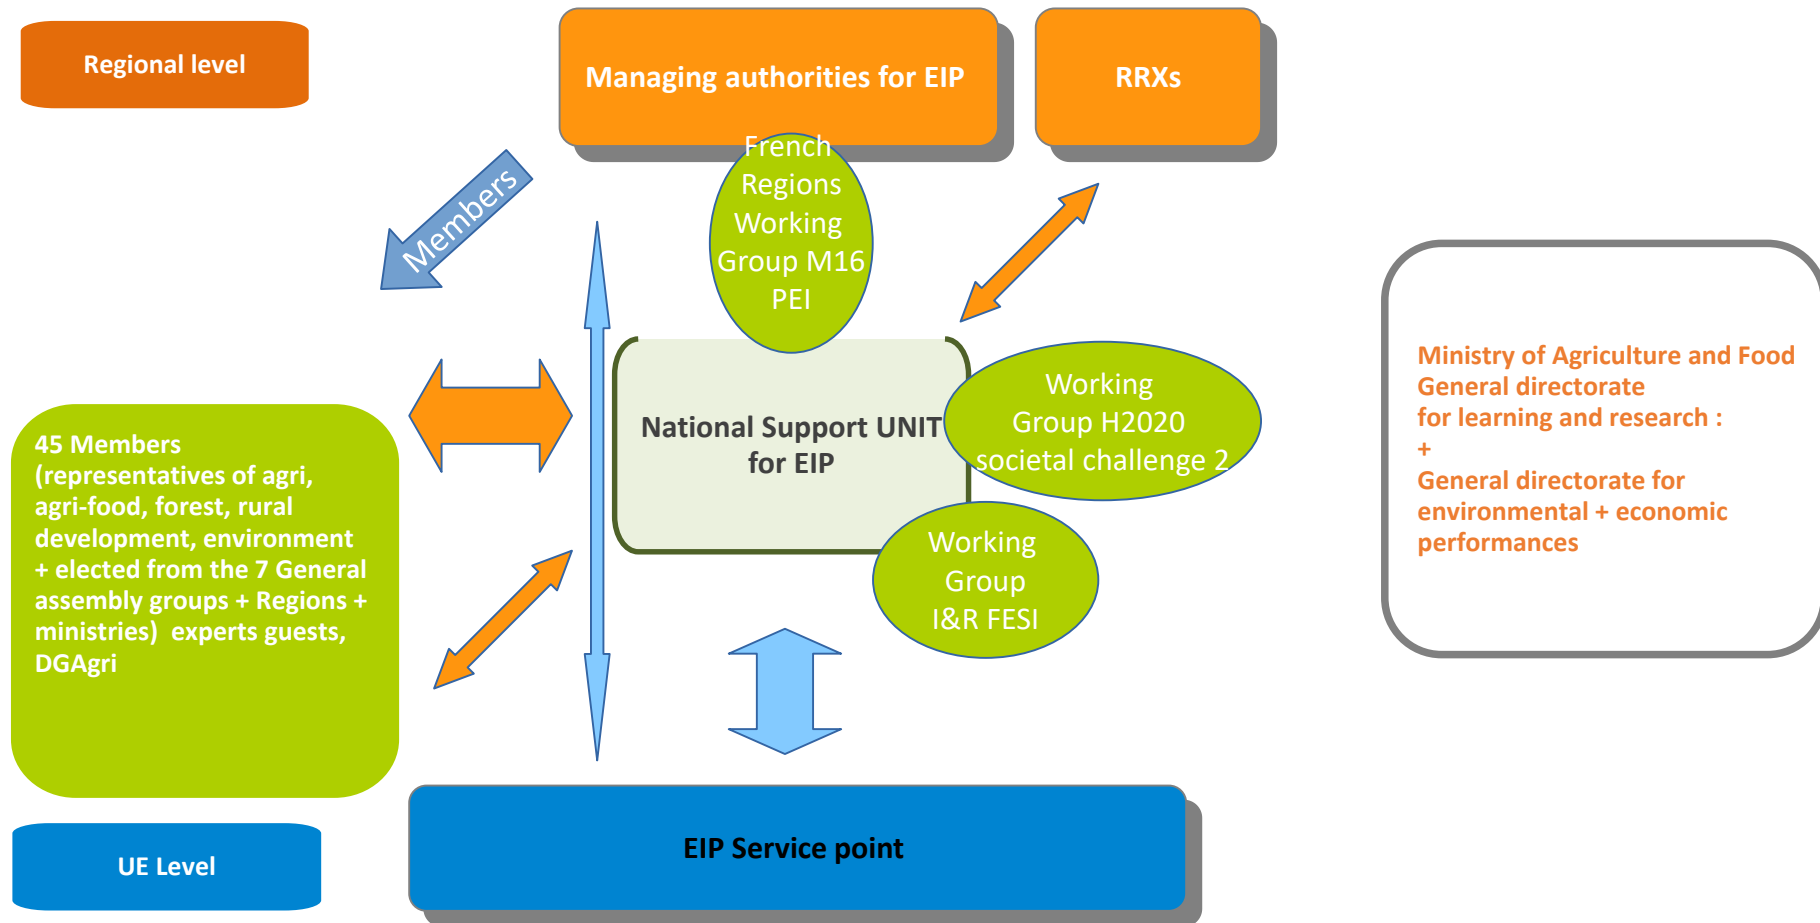 Regional level
Managing authorities for EIP
RRXs
Members
French
Regions
Working
Group M16
PEI
National Support UNIT
for EIP
Working
Group H2020
societal challenge 2
Working
Group
I&R FESI
45 Members
(representatives of agri,
agri-food, forest, rural
development, environment
+ elected from the 7 General
assembly groups + Regions +
ministries)  experts guests,
DGAgri
Ministry of Agriculture and Food
General directorate
for learning and research :
+
General directorate for
environmental + economic
performances
UE Level
EIP Service point